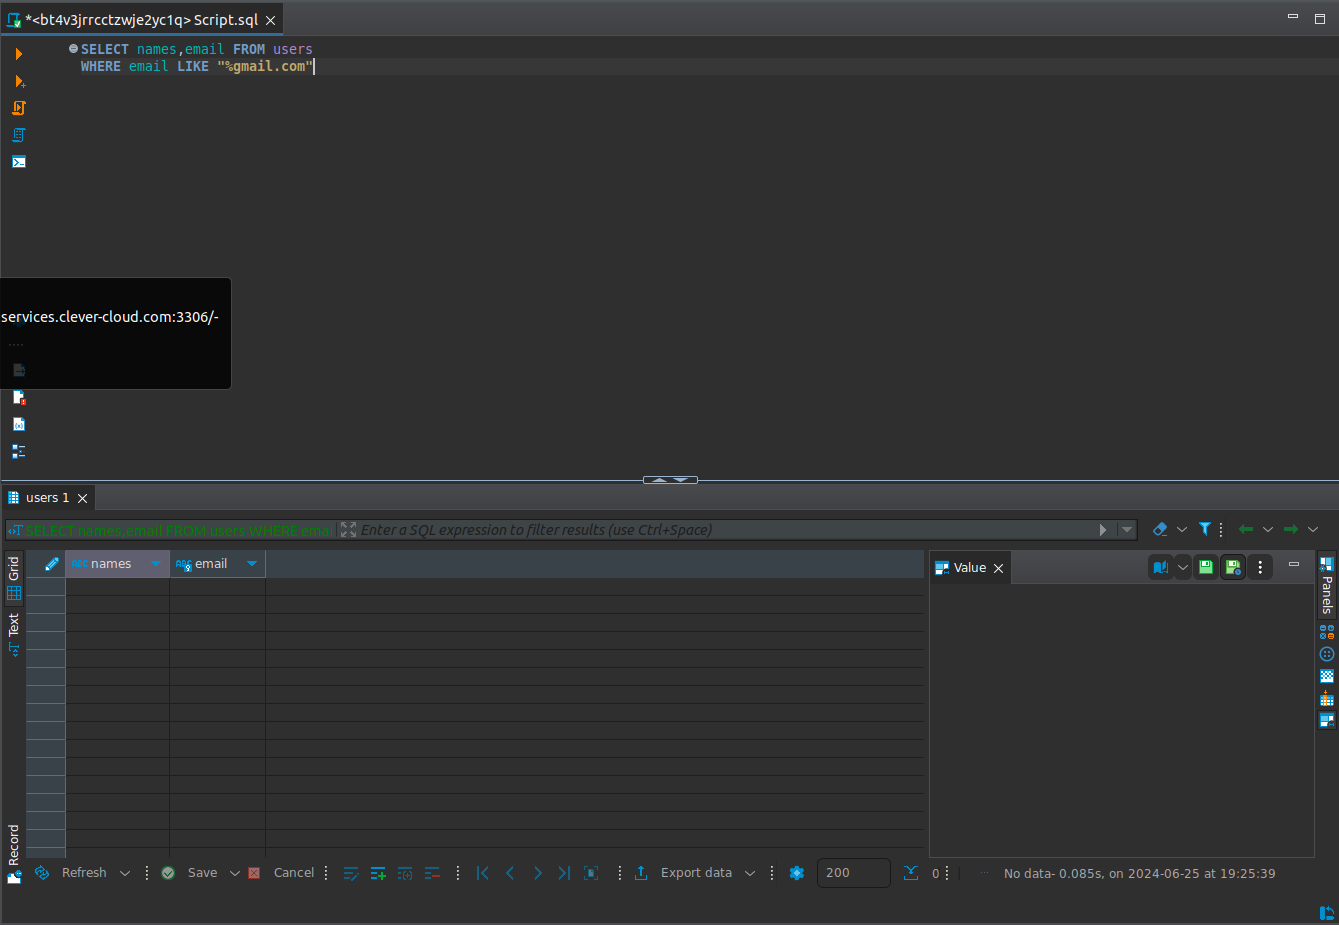 *<bt4v3jrrcctzwje2yc1q> Script.sql
SELECT names,email FROM users
WHERE email LIKE "%gmail.com"
services.clever-cloud.com:3306/-
users 1
SELECT names,email FROM users WHERE emai
Enter a SQL expression to filter results (use Ctrl+Space)
Grid
Text
Record
ABC names
ABC email
Value
Panels
Refresh
Save
Cancel
Export data
200
0
No data- 0.085s, on 2024-06-25 at 19:25:39